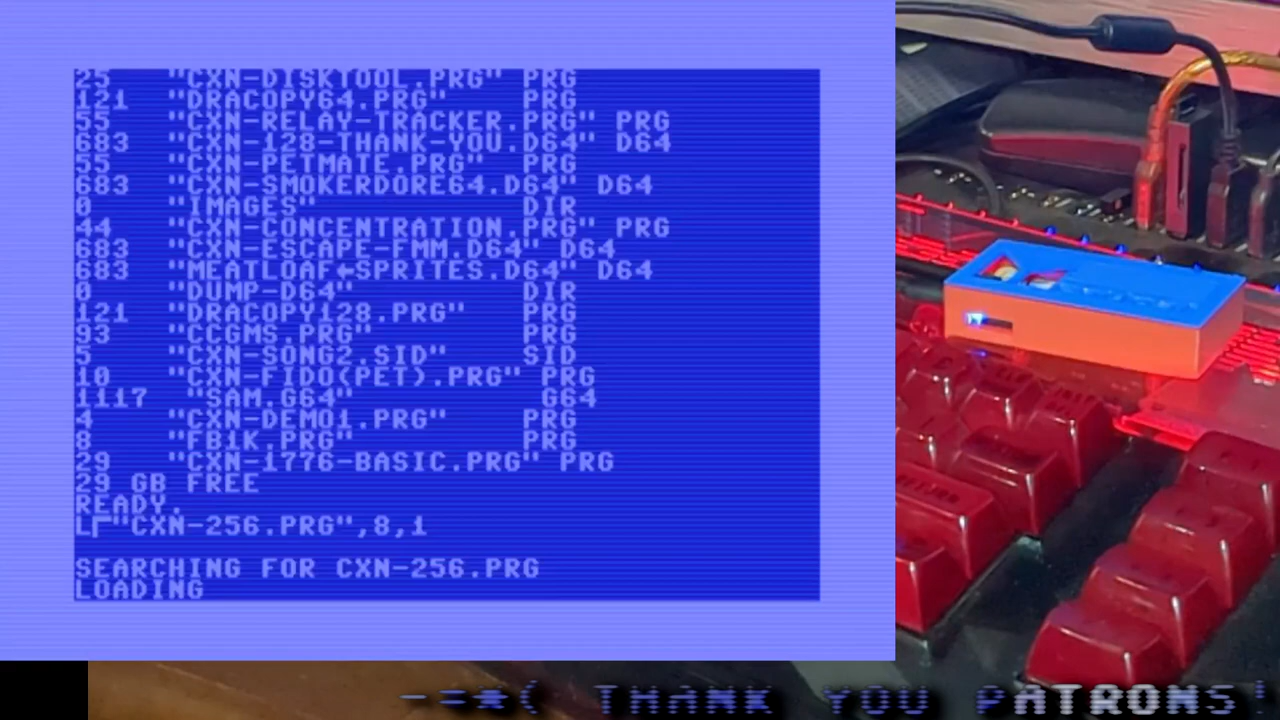 25 "CXN-DISKTOOL.PRG" PRG
121 "DRACOPY64.PRG" PRG
55 "CXN-RELAY-TRACKER.PRG" PRG
683 "CXN-128-THANK-YOU.D64" D64
55 "CXN-PETMATE.PRG" PRG
683 "CXN-SMOKERDORE64.D64" D64
0 "IMAGES" DIR
44 "CXN-CONCENTRATION.PRG" PRG
683 "CXN-ESCAPE-FMM.D64" D64
683 "MEATLOAF←SPRITES.D64" D64
0 "DUMP-D64" DIR
121 "DRACOPY128.PRG" PRG
93 "CCGMS.PRG" PRG
5 "CXN-SONG2.SID" SID
10 "CXN-FIDO(PET).PRG" PRG
1117 "SAM.G64" G64
4 "CXN-DEMO1.PRG" PRG
8 "FB1K.PRG" PRG
29 "CXN-1776-BASIC.PRG" PRG
29 GB FREE
READY.
L┌"CXN-256.PRG",8,1
SEARCHING FOR CXN-256.PRG
LOADING
-=*( THANK YOU PATRONS!